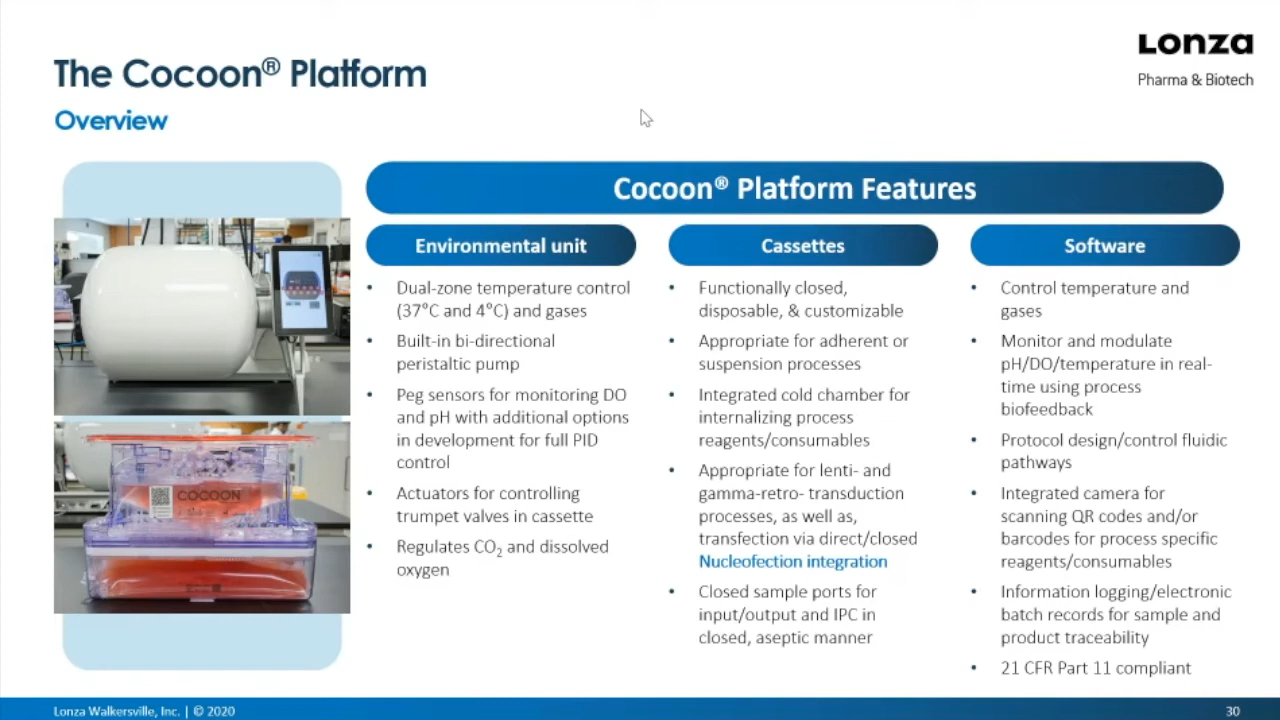 The Cocoon® Platform
Overview
Lonza
Pharma & Biotech
Cocoon® Platform Features
Environmental unit
• Dual-zone temperature control
(37°C and 4°C) and gases
• Built-in bi-directional
peristaltic pump
• Peg sensors for monitoring DO
and pH with additional options
in development for full PID
control
• Actuators for controlling
trumpet valves in cassette
• Regulates CO₂ and dissolved
oxygen
Cassettes
• Functionally closed,
disposable, & customizable
• Appropriate for adherent or
suspension processes
• Integrated cold chamber for
internalizing process
reagents/consumables
• Appropriate for lenti- and
gamma-retro- transduction
processes, as well as,
transfection via direct/closed
Nucleofection integration
• Closed sample ports for
input/output and IPC in
closed, aseptic manner
Software
• Control temperature and
gases
• Monitor and modulate
pH/DO/temperature in real-
time using process
biofeedback
• Protocol design/control fluidic
pathways
• Integrated camera for
scanning QR codes and/or
barcodes for process specific
reagents/consumables
• Information logging/electronic
batch records for sample and
product traceability
• 21 CFR Part 11 compliant
COCOON
Lonza Walkersville, Inc. | © 2020
30